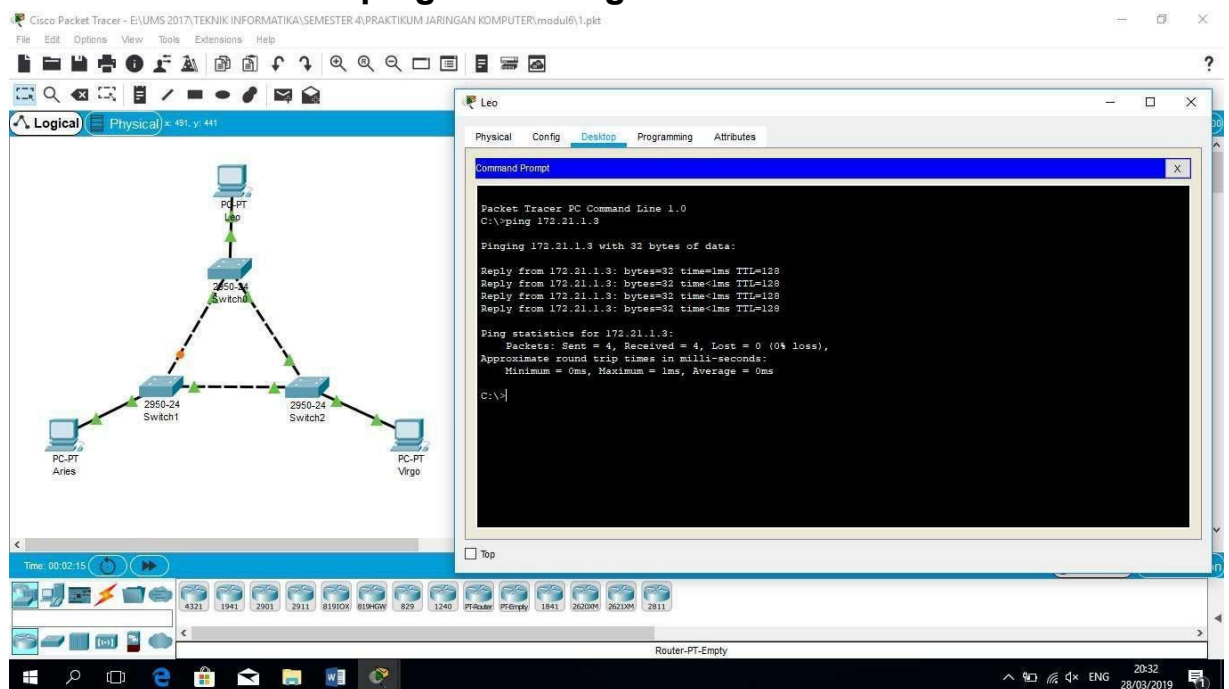 Cisco Packet Tracer - E:\UMS 2017\TEKNIK INFORMATIKA\SEMESTER 4\PRAKTIKUM JARINGAN KOMPUTER\modul6\1.pkt
File Edit Options View Tools Extensions Help
?
Logical Physical x: 491, y: 441
PC-PT
Leo
2950-24
Switch0
2950-24
Switch1
2950-24
Switch2
PC-PT
Aries
PC-PT
Virgo
Leo
Physical Config Desktop Programming Attributes
Command Prompt
X
Packet Tracer PC Command Line 1.0
C:\>ping 172.21.1.3
Pinging 172.21.1.3 with 32 bytes of data:
Reply from 172.21.1.3: bytes=32 time=1ms TTL=128
Reply from 172.21.1.3: bytes=32 time<1ms TTL=128
Reply from 172.21.1.3: bytes=32 time<1ms TTL=128
Reply from 172.21.1.3: bytes=32 time<1ms TTL=128
Ping statistics for 172.21.1.3:
Packets: Sent = 4, Received = 4, Lost = 0 (0% loss),
Approximate round trip times in milli-seconds:
Minimum = 0ms, Maximum = 1ms, Average = 0ms
C:\>
Top
Time: 00:02:15
4321 1941 2901 2911 819IOX 819HGW 829 1240 PT-Router PT-Empty 1841 2620XM 2621XM 2811
Router-PT-Empty
ENG
20:32
28/03/2019